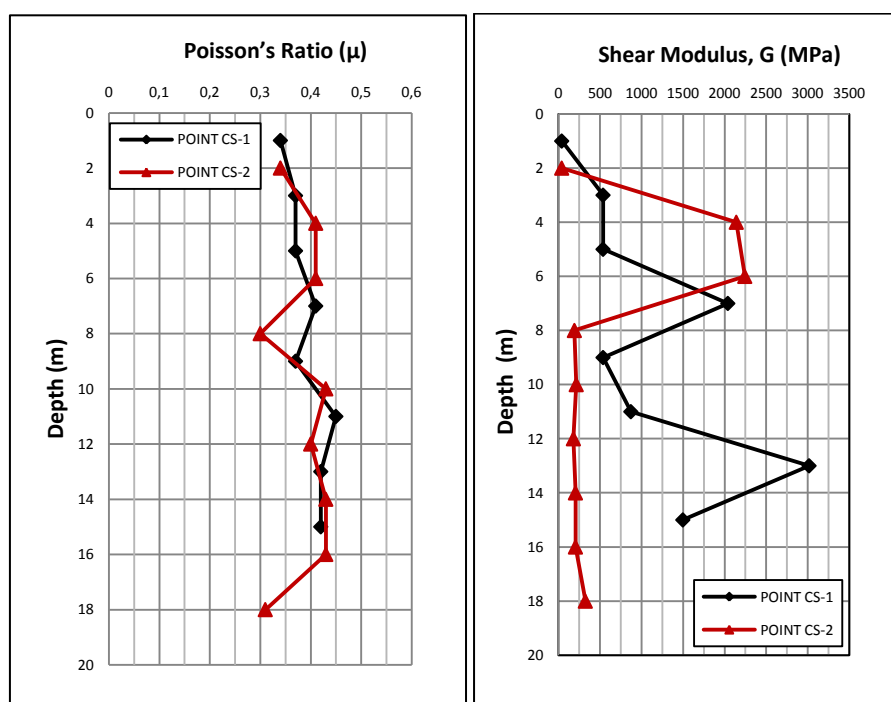 Poisson’s Ratio (µ)
0 0,1 0,2 0,3 0,4 0,5 0,6
0
2
4
6
8
10
12
14
16
18
20
Depth (m)
POINT CS-1
POINT CS-2
Shear Modulus, G (MPa)
0 500 1000 1500 2000 2500 3000 3500
0
2
4
6
8
10
12
14
16
18
20
Depth (m)
POINT CS-1
POINT CS-2